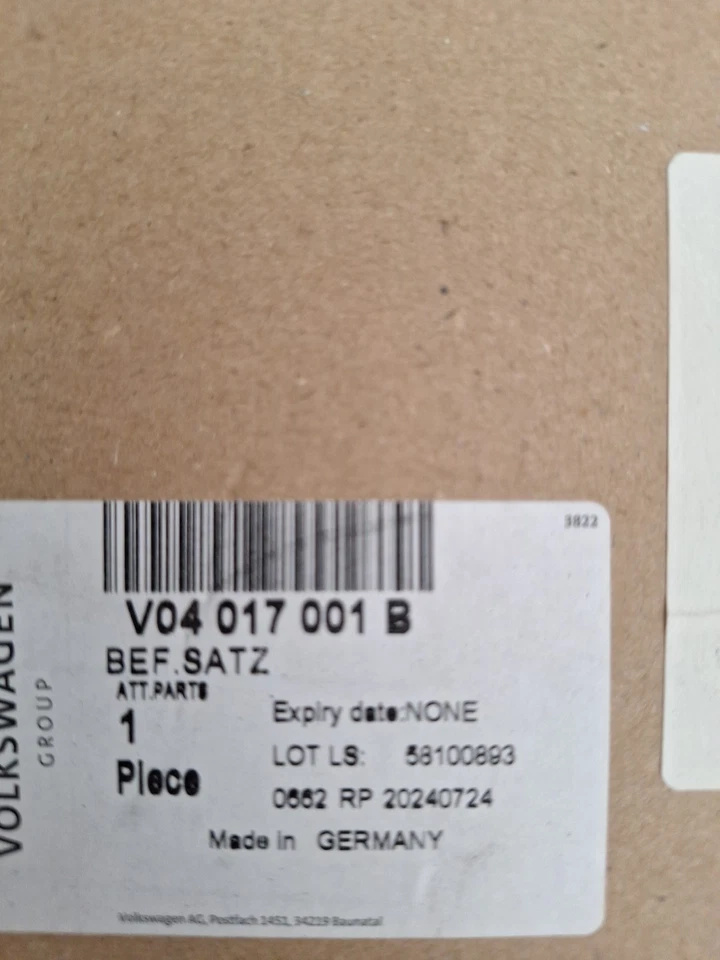 3822
V04 017 001 B
BEF.SATZ
ATT.PARTS
1
Piece
Expiry date:NONE
LOT LS: 58100893
0662 RP 20240724
Made in GERMANY
Volkswagen AG, Postfach 1451, 34219 Baunatal
VOLKSWAGEN
GROUP